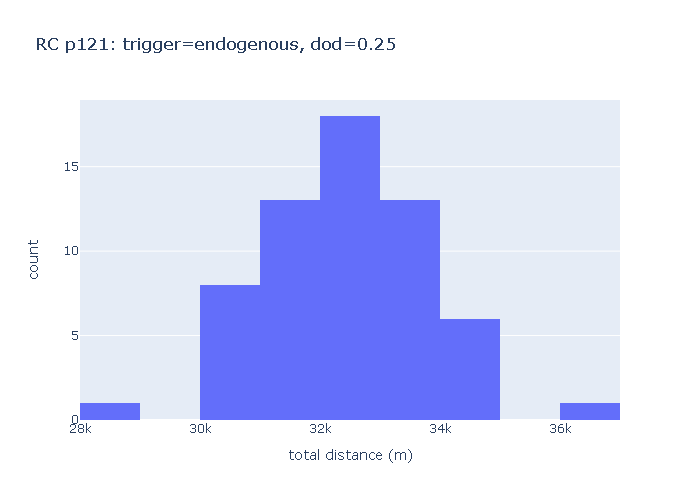 RC p121: trigger=endogenous, dod=0.25
count
15
10
5
0
28k 30k 32k 34k 36k
total distance (m)